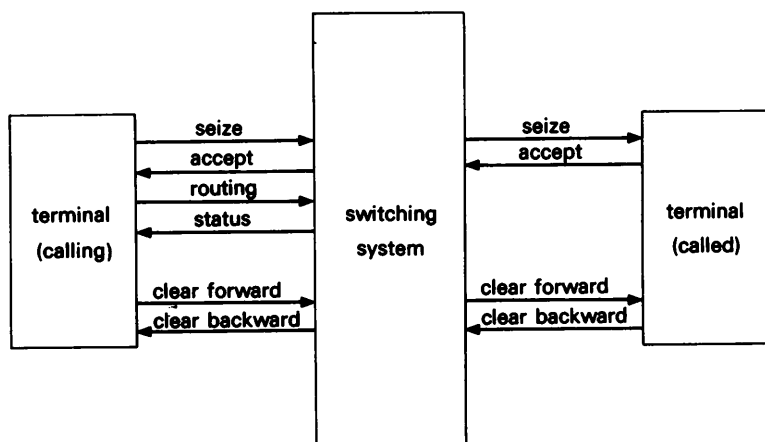 seize
accept
routing
status
clear forward
clear backward
terminal
(calling)
switching
system
seize
accept
clear forward
clear backward
terminal
(called)